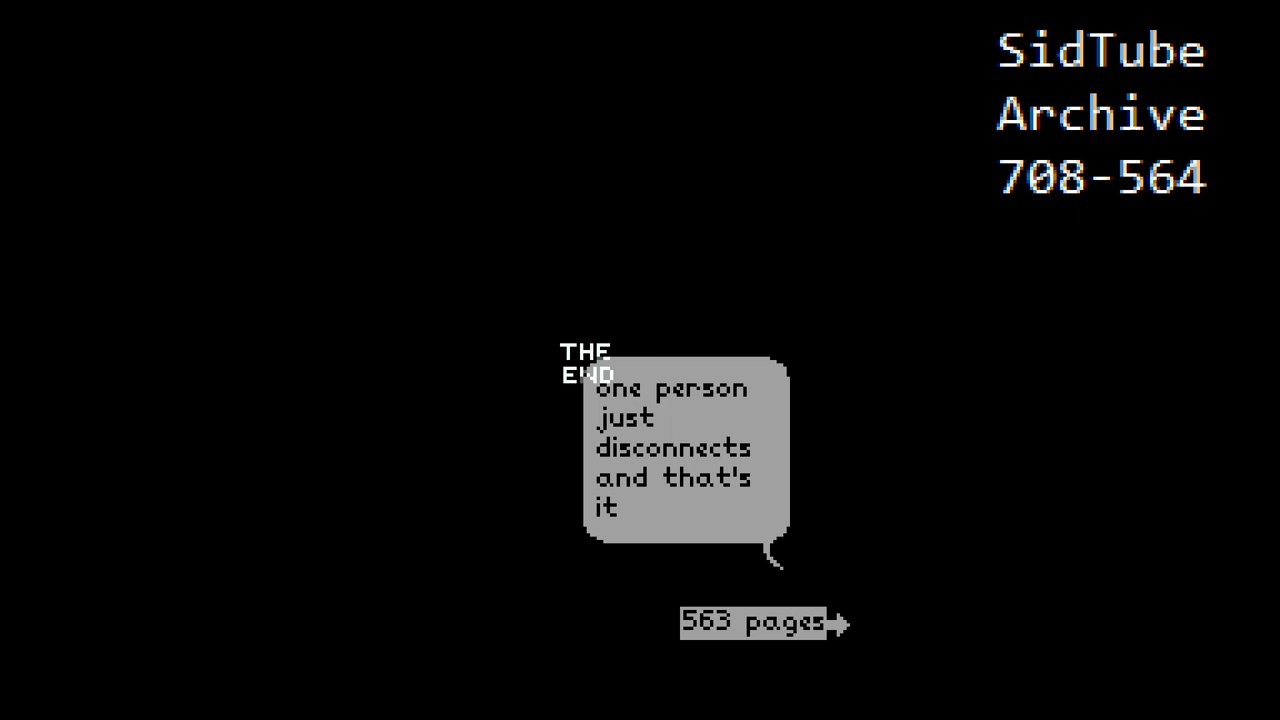 SidTube
Archive
708-564
THE
END
one person
just
disconnects
and that's
it
563 pages